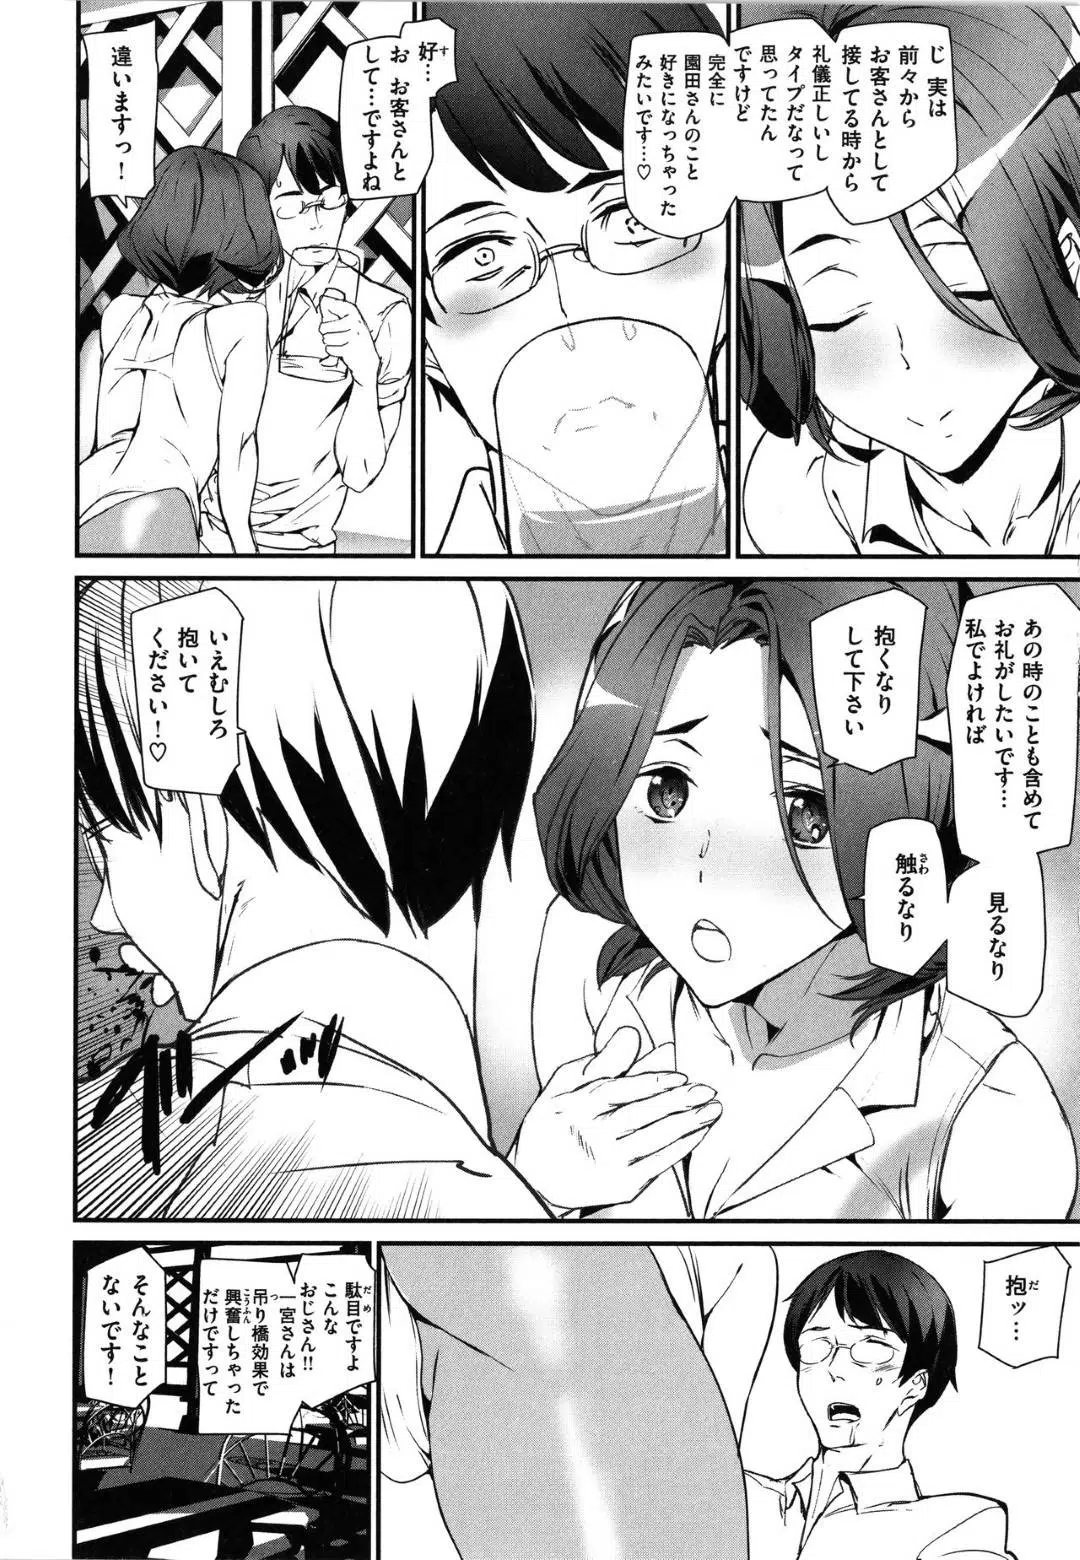 じ 実は
前々から
お客さんとして
接してる時から
礼儀正しいし
タイプだなって
思ってたん
ですけど
完全に
園田さんのこと
好きになっちゃった
みたいです…♡
好…
お お客さんと
して…ですよね
違いますっ！
あの時のことも含めて
お礼がしたいです…
私でよければ
見るなり
触るなり
抱くなり
して下さい
いえむしろ
抱いて
ください！♡
抱ッ…
駄目ですよ
こんな
おじさん!!
一宮さんは
吊り橋効果で
興奮しちゃった
だけですって
そんなこと
ないです！